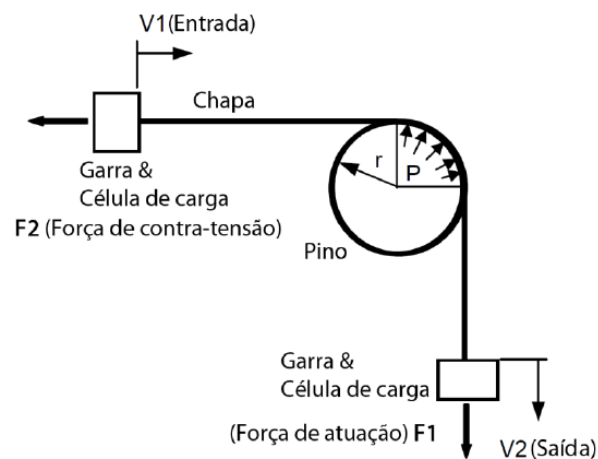 V1(Entrada)
Chapa
Garra &
Célula de carga
F2 (Força de contra-tensão)
r
P
Pino
Garra &
Célula de carga
(Força de atuação) F1
V2(Saída)